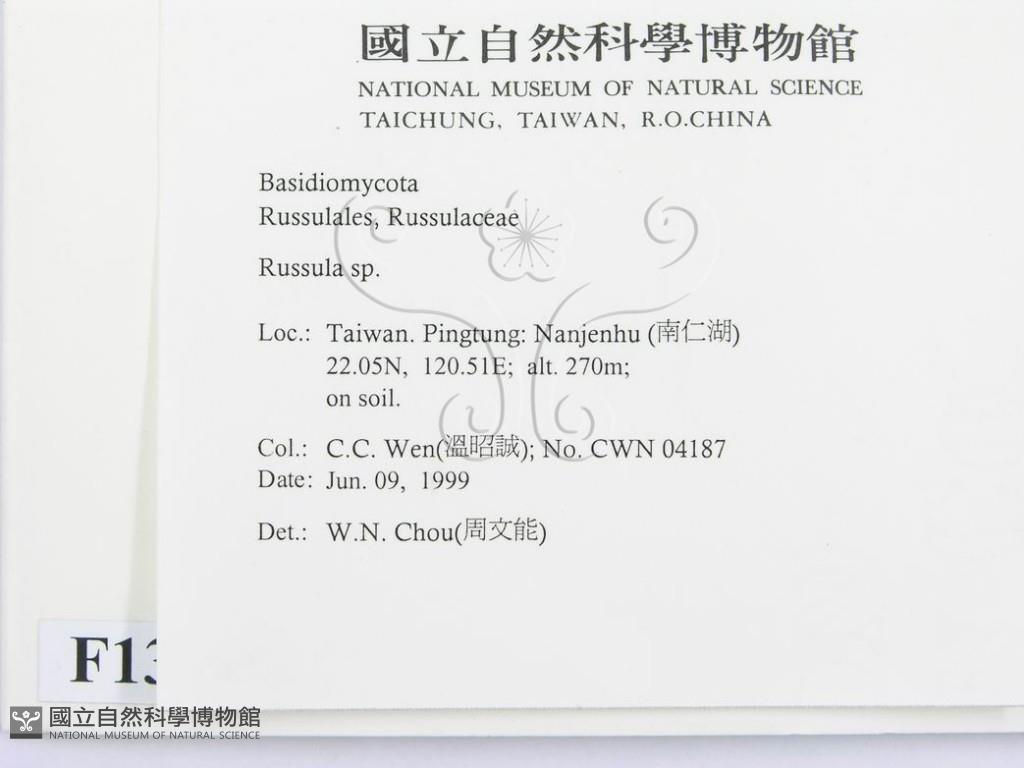 國立自然科學博物館
NATIONAL MUSEUM OF NATURAL SCIENCE
TAICHUNG, TAIWAN, R.O.CHINA
Basidiomycota
Russulales, Russulaceae
Russula sp.
Loc.: Taiwan. Pingtung: Nanjenhu (南仁湖)
22.05N, 120.51E; alt. 270m;
on soil.
Col.: C.C. Wen(溫昭誠); No. CWN 04187
Date: Jun. 09, 1999
Det.: W.N. Chou(周文能)
F13
國立自然科學博物館
NATIONAL MUSEUM OF NATURAL SCIENCE